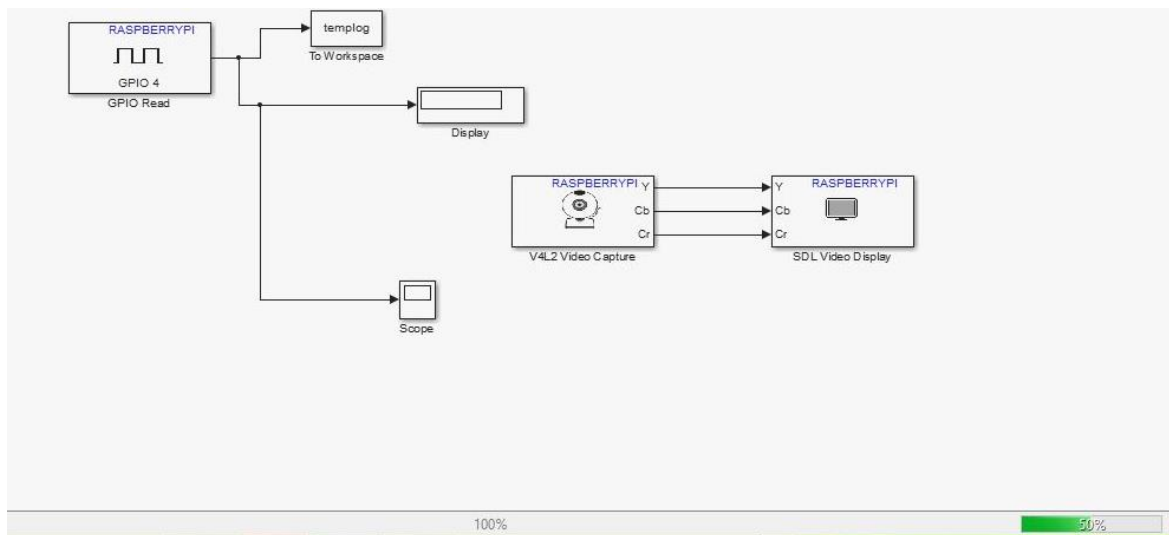 RASPBERRYPI
GPIO 4
GPIO Read
templog
To Workspace
Display
RASPBERRYPI
Y
Cb
Cr
V4L2 Video Capture
Y
RASPBERRYPI
Cb
Cr
SDL Video Display
Scope
100%
50%